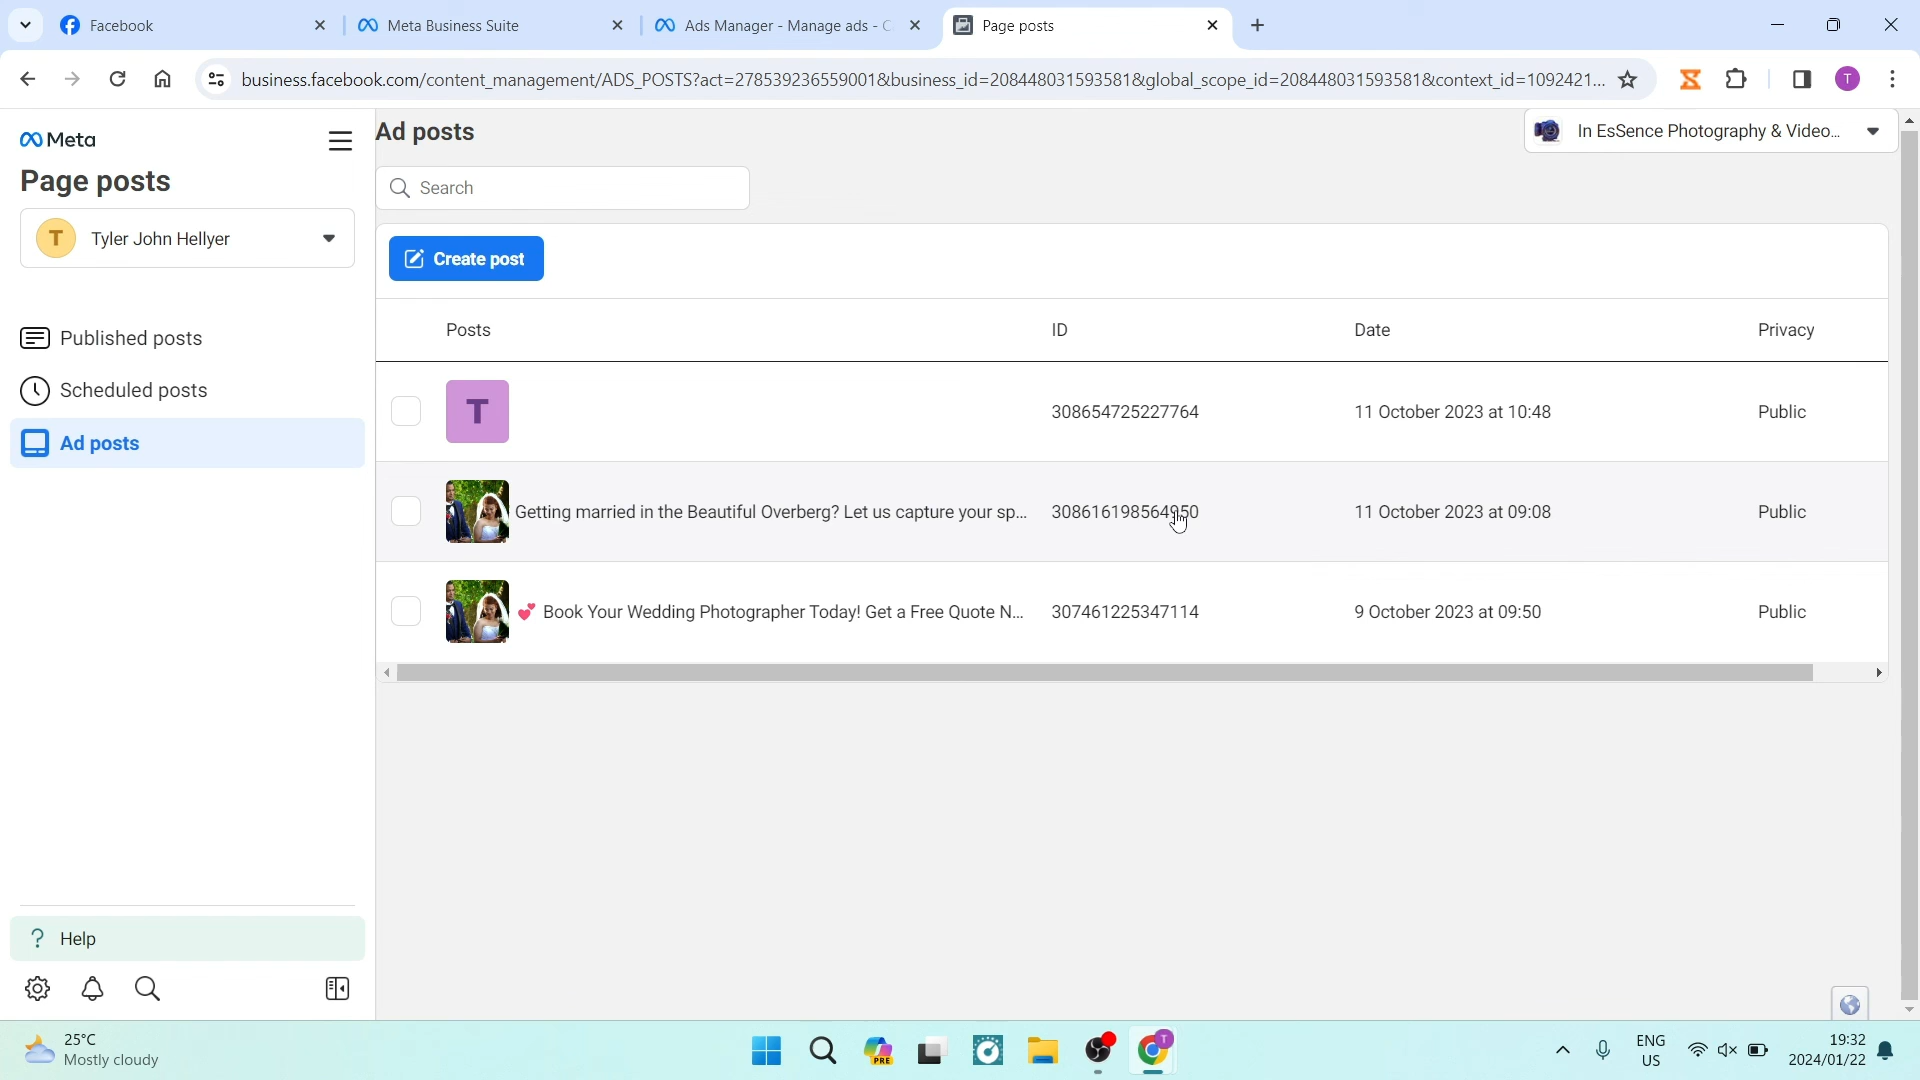 Facebook
Meta Business Suite
Ads Manager - Manage ads - C
Page posts
business.facebook.com/content_management/ADS_POSTS?act=278539236559001&business_id=208448031593581&global_scope_id=208448031593581&context_id=1092421...
T
Meta
Page posts
T Tyler John Hellyer
Published posts
Scheduled posts
Ad posts
Help
Ad posts
In EsSence Photography & Video...
Search
Create post
Posts ID Date Privacy
T 308654725227764 11 October 2023 at 10:48 Public
Getting married in the Beautiful Overberg? Let us capture your sp... 308616198564950 11 October 2023 at 09:08 Public
💕 Book Your Wedding Photographer Today! Get a Free Quote N... 307461225347114 9 October 2023 at 09:50 Public
25°C
Mostly cloudy
PRE
T
ENG
US
19:32
2024/01/22